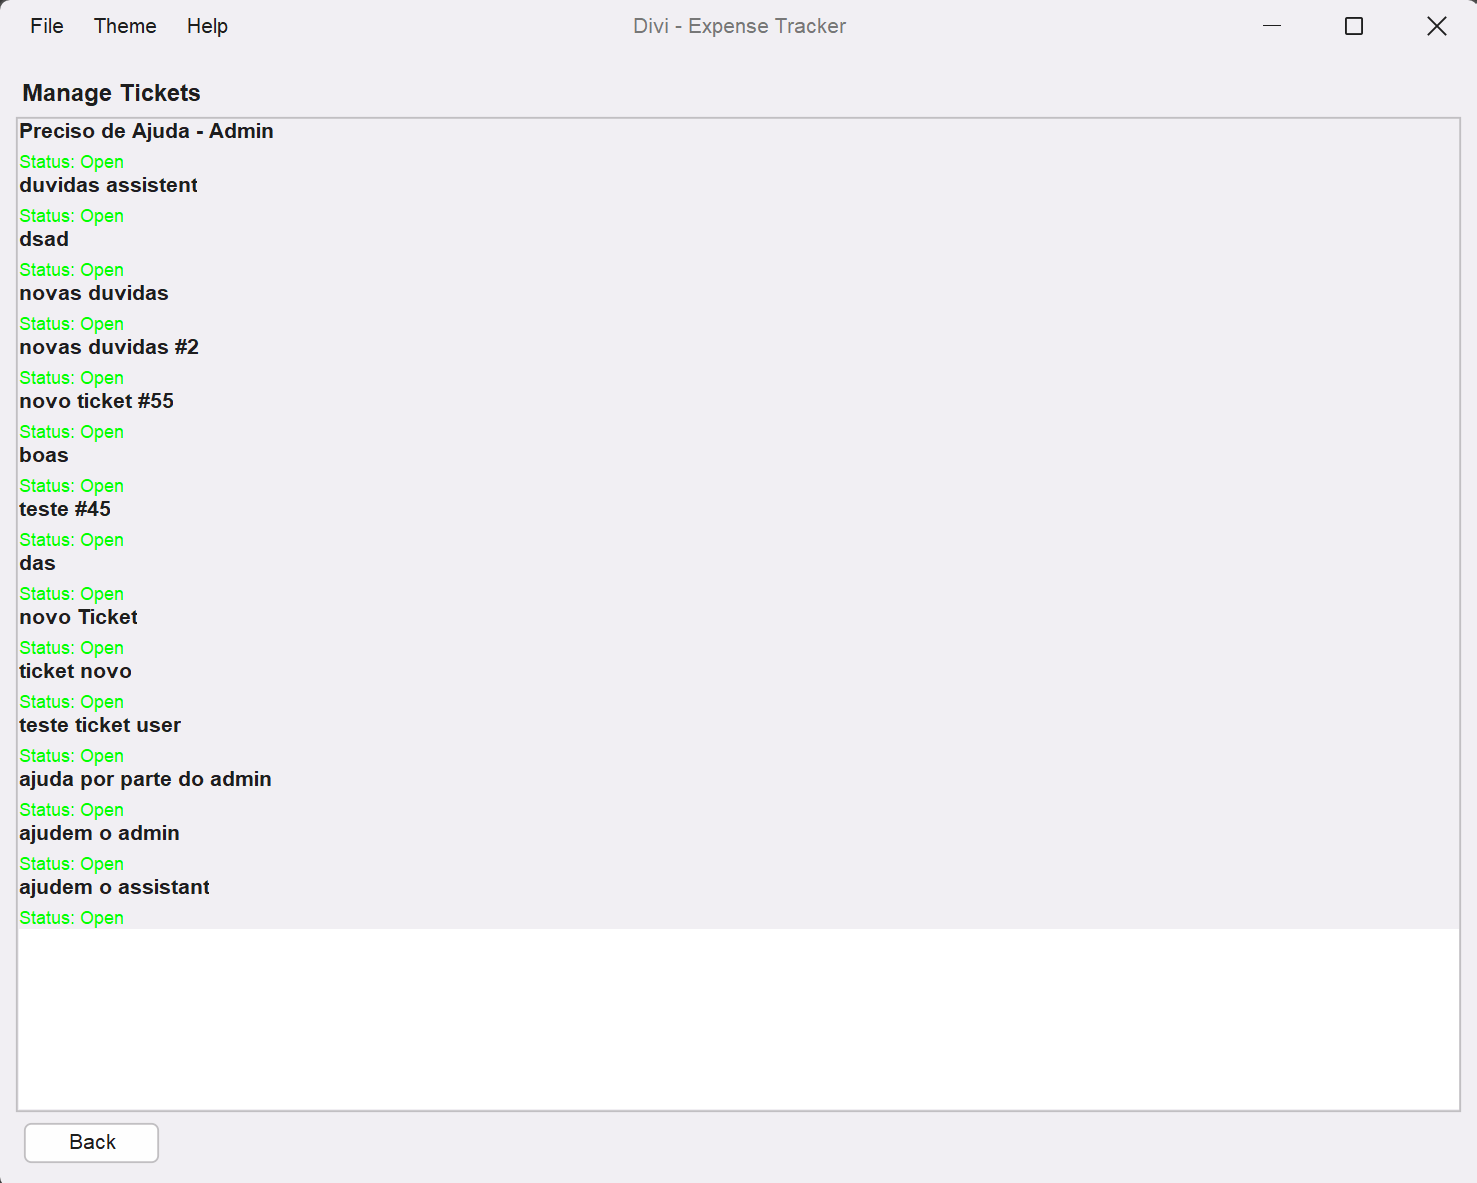 File Theme Help Divi - Expense Tracker
Manage Tickets
Preciso de Ajuda - Admin
Status: Open
duvidas assistent
Status: Open
dsad
Status: Open
novas duvidas
Status: Open
novas duvidas #2
Status: Open
novo ticket #55
Status: Open
boas
Status: Open
teste #45
Status: Open
das
Status: Open
novo Ticket
Status: Open
ticket novo
Status: Open
teste ticket user
Status: Open
ajuda por parte do admin
Status: Open
ajudem o admin
Status: Open
ajudem o assistant
Status: Open
Back